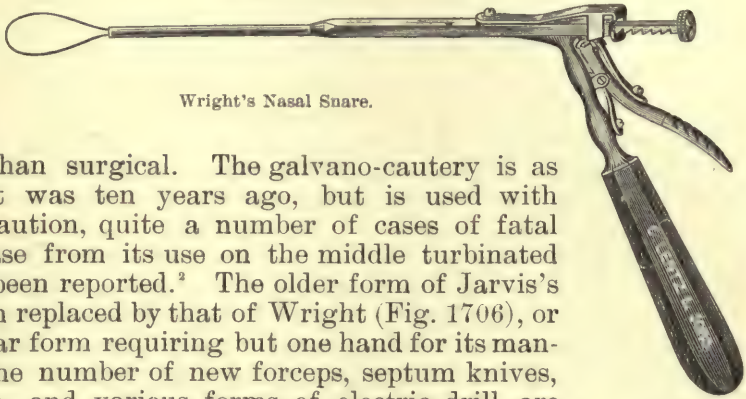 Wright's Nasal Snare.
han surgical. The galvano-cautery is as
was ten years ago, but is used with
aution, quite a number of cases of fatal
se from its use on the middle turbinated
een reported.²  The older form of Jarvis's
replaced by that of Wright (Fig. 1706), or
ar form requiring but one hand for its man-
e number of new forceps, septum knives,
and various forms of electric drill are
LENTZ & SONS